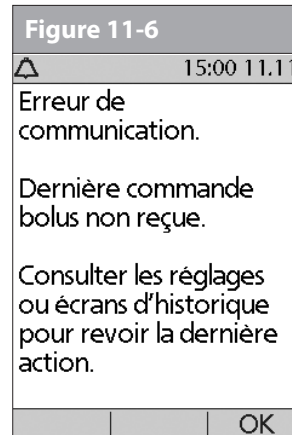 Figure 11-6
15:00 11.11
Erreur de
communication.
Dernière commande
bolus non reçue.
Consulter les réglages
ou écrans d'historique
pour revoir la dernière
action.
OK